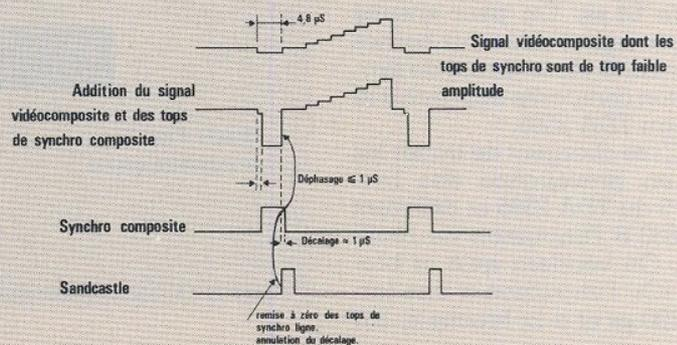 4,8 µS
Signal vidéocomposite dont les
tops de synchro sont de trop faible
amplitude
Addition du signal
vidéocomposite et des tops
de synchro composite
Déphasage ≤ 1 µS
Synchro composite
Décalage ≈ 1 µS
Sandcastle
remise à zéro des tops de
synchro ligne.
annulation du décalage.